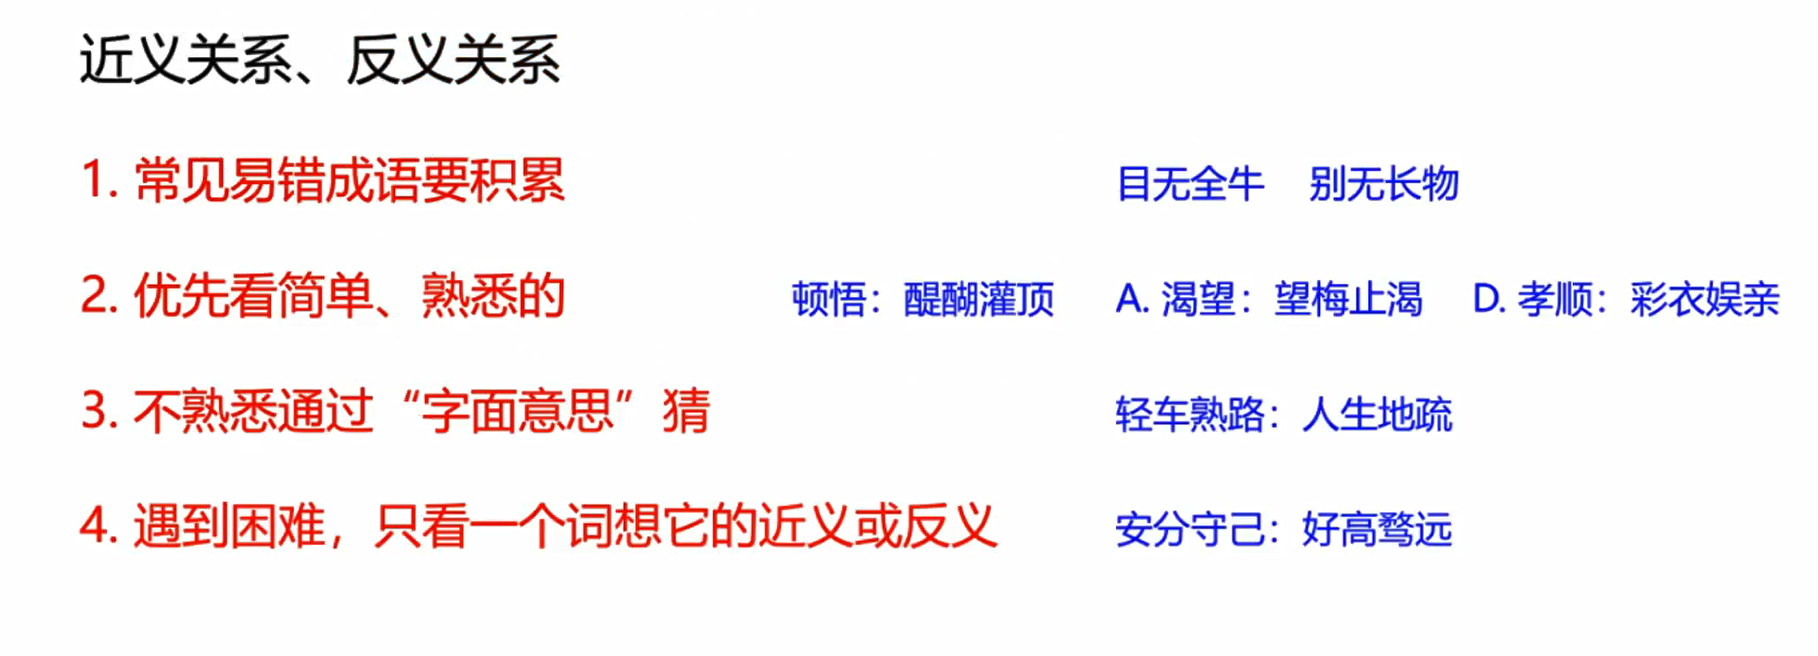 近义关系、反义关系
1. 常见易错成语要积累 目无全牛 别无长物
2. 优先看简单、熟悉的 顿悟：醍醐灌顶 A. 渴望：望梅止渴 D. 孝顺：彩衣娱亲
3. 不熟悉通过“字面意思”猜 轻车熟路：人生地疏
4. 遇到困难，只看一个词想它的近义或反义 安分守己：好高骛远